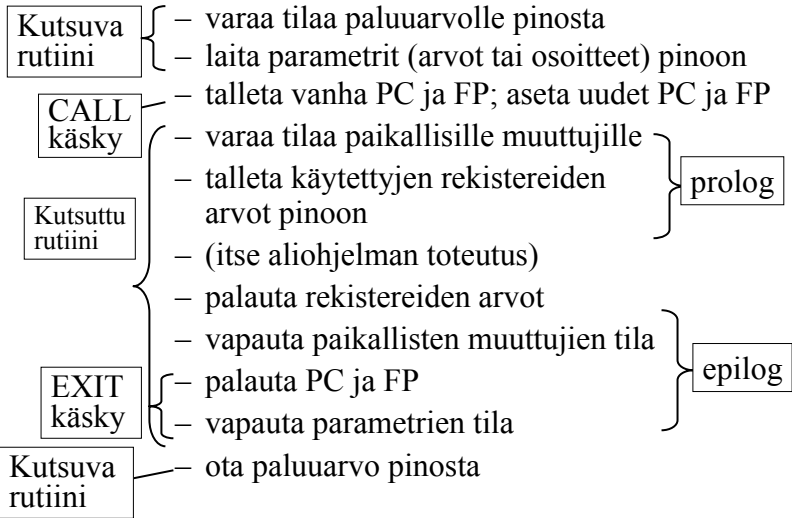 Kutsuva
rutiini
– varaa tilaa paluuarvolle pinosta
– laita parametrit (arvot tai osoitteet) pinoon
CALL
käsky
– talleta vanha PC ja FP; aseta uudet PC ja FP
Kutsuttu
rutiini
– varaa tilaa paikallisille muuttujille
– talleta käytettyjen rekistereiden
arvot pinoon
prolog
– (itse aliohjelman toteutus)
– palauta rekistereiden arvot
– vapauta paikallisten muuttujien tila
epilog
EXIT
käsky
– palauta PC ja FP
– vapauta parametrien tila
Kutsuva
rutiini
– ota paluuarvo pinosta